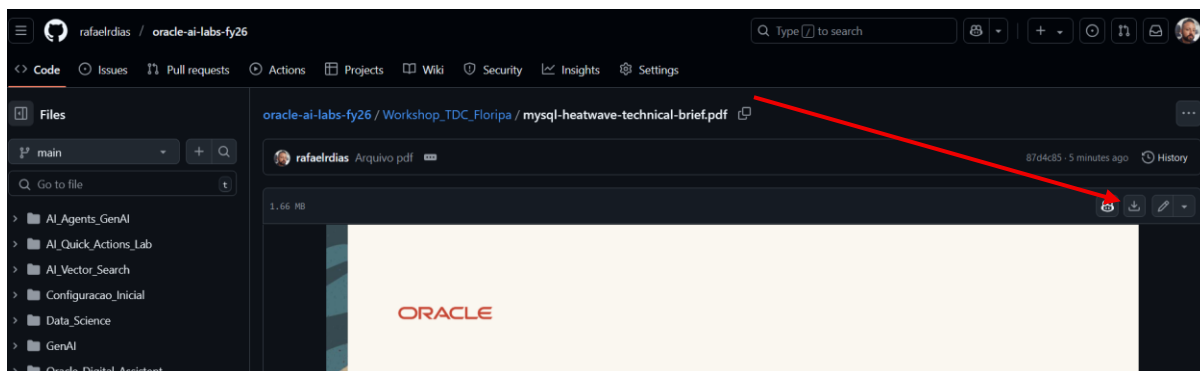 rafaelrdias / oracle-ai-labs-fy26
Type / to search
Code Issues Pull requests Actions Projects Wiki Security Insights Settings
Files
main
Go to file t
AI_Agents_GenAI
AI_Quick_Actions_Lab
AI_Vector_Search
Configuracao_Inicial
Data_Science
GenAI
Oracle_Digital_Assistent
oracle-ai-labs-fy26 / Workshop_TDC_Floripa / mysql-heatwave-technical-brief.pdf
rafaelrdias Arquivo pdf
87d4c85 · 5 minutes ago History
1.66 MB
ORACLE